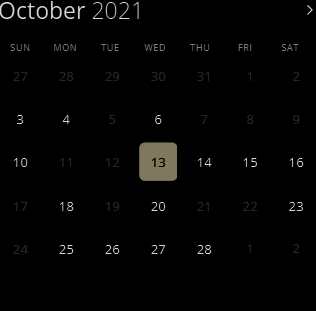 October 2021
SUN MON TUE WED THU FRI SAT
27 28 29 30 31 1 2
3 4 5 6 7 8 9
10 11 12 13 14 15 16
17 18 19 20 21 22 23
24 25 26 27 28 1 2